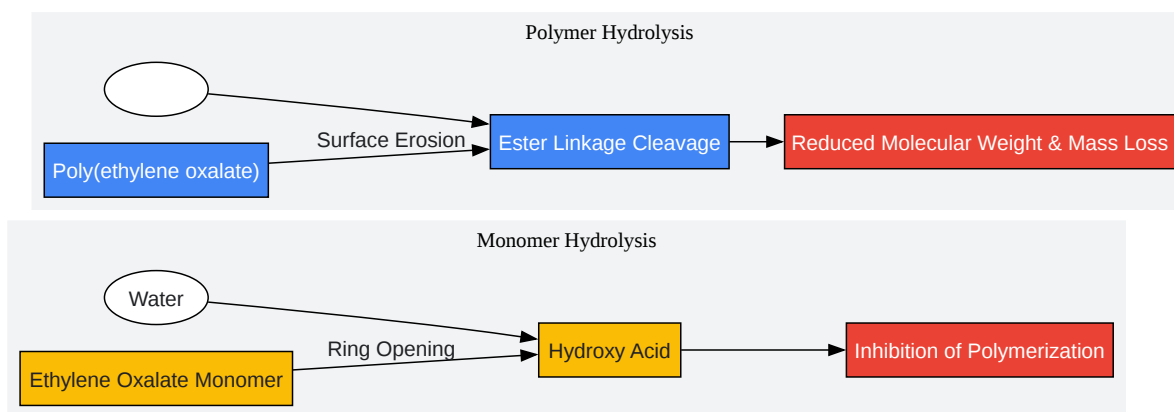 Polymer Hydrolysis
Surface Erosion
Poly(ethylene oxalate)
Ester Linkage Cleavage
Reduced Molecular Weight & Mass Loss
Monomer Hydrolysis
Water
Ring Opening
Ethylene Oxalate Monomer
Hydroxy Acid
Inhibition of Polymerization